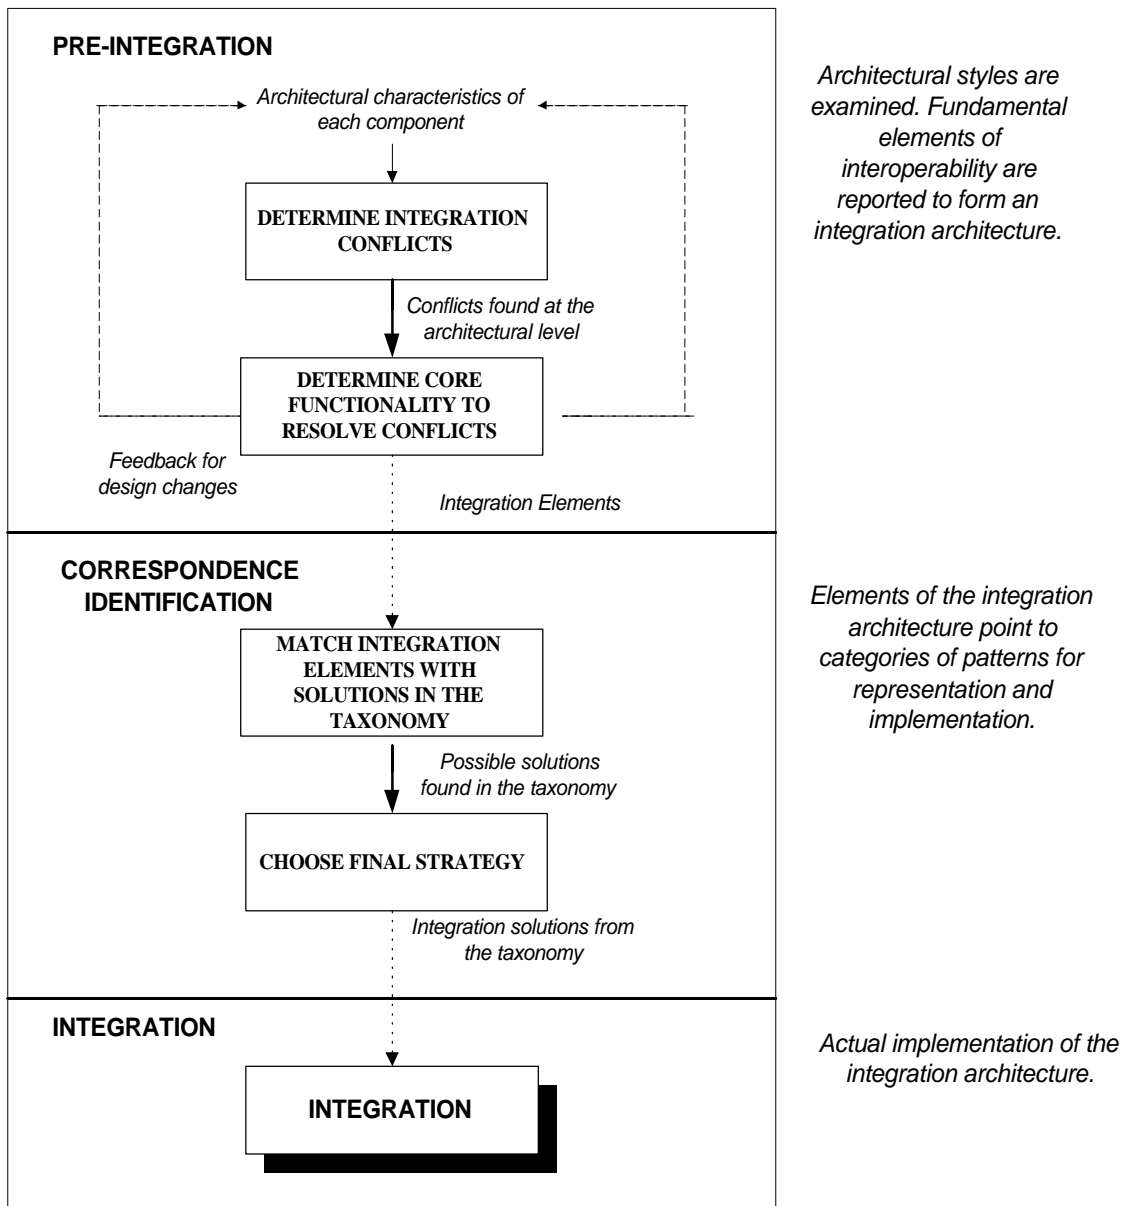 PRE-INTEGRATION
Architectural characteristics of
each component
DETERMINE INTEGRATION
CONFLICTS
Conflicts found at the
architectural level
DETERMINE CORE
FUNCTIONALITY TO
RESOLVE CONFLICTS
Feedback for
design changes
Integration Elements
Architectural styles are
examined. Fundamental
elements of
interoperability are
reported to form an
integration architecture.
CORRESPONDENCE
IDENTIFICATION
MATCH INTEGRATION
ELEMENTS WITH
SOLUTIONS IN THE
TAXONOMY
Possible solutions
found in the taxonomy
CHOOSE FINAL STRATEGY
Integration solutions from
the taxonomy
Elements of the integration
architecture point to
categories of patterns for
representation and
implementation.
INTEGRATION
INTEGRATION
Actual implementation of the
integration architecture.